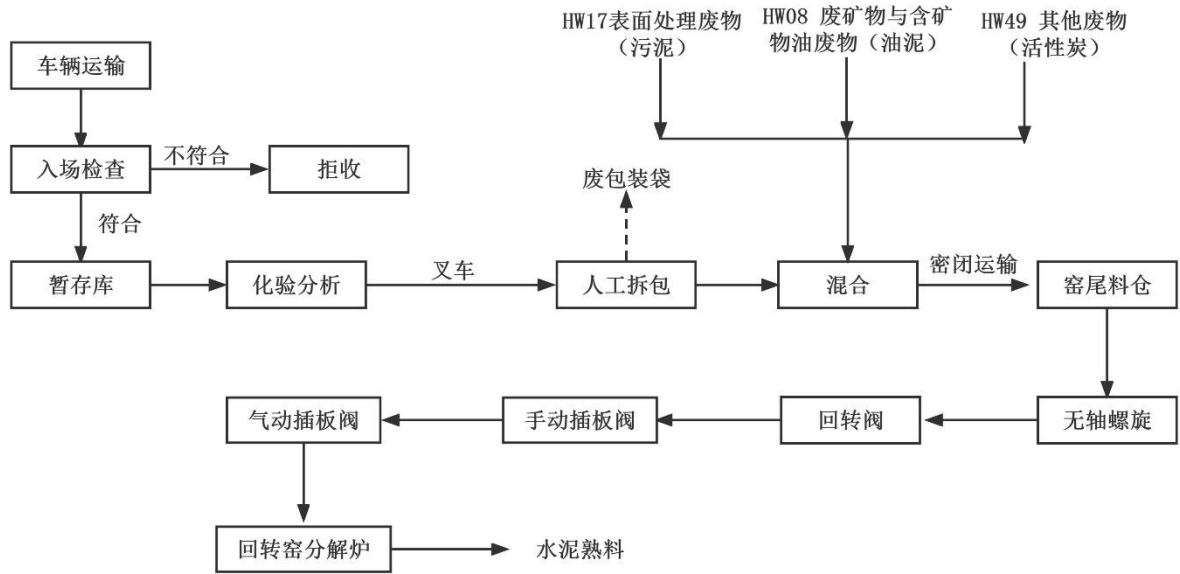 HW17表面处理废物
（污泥）
HW08 废矿物与含矿
物油废物（油泥）
HW49 其他废物
（活性炭）
车辆运输
入场检查
不符合
拒收
符合
废包装袋
暂存库
化验分析
叉车
人工拆包
混合
密闭运输
窑尾料仓
气动插板阀
手动插板阀
回转阀
无轴螺旋
回转窑分解炉
水泥熟料